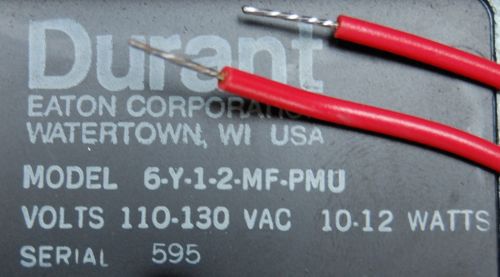 Durant
EATON CORPORATION
WATERTOWN, WI USA
MODEL 6-Y-1-2-MF-PMU
VOLTS 110-130 VAC 10-12 WATTS
SERIAL 595